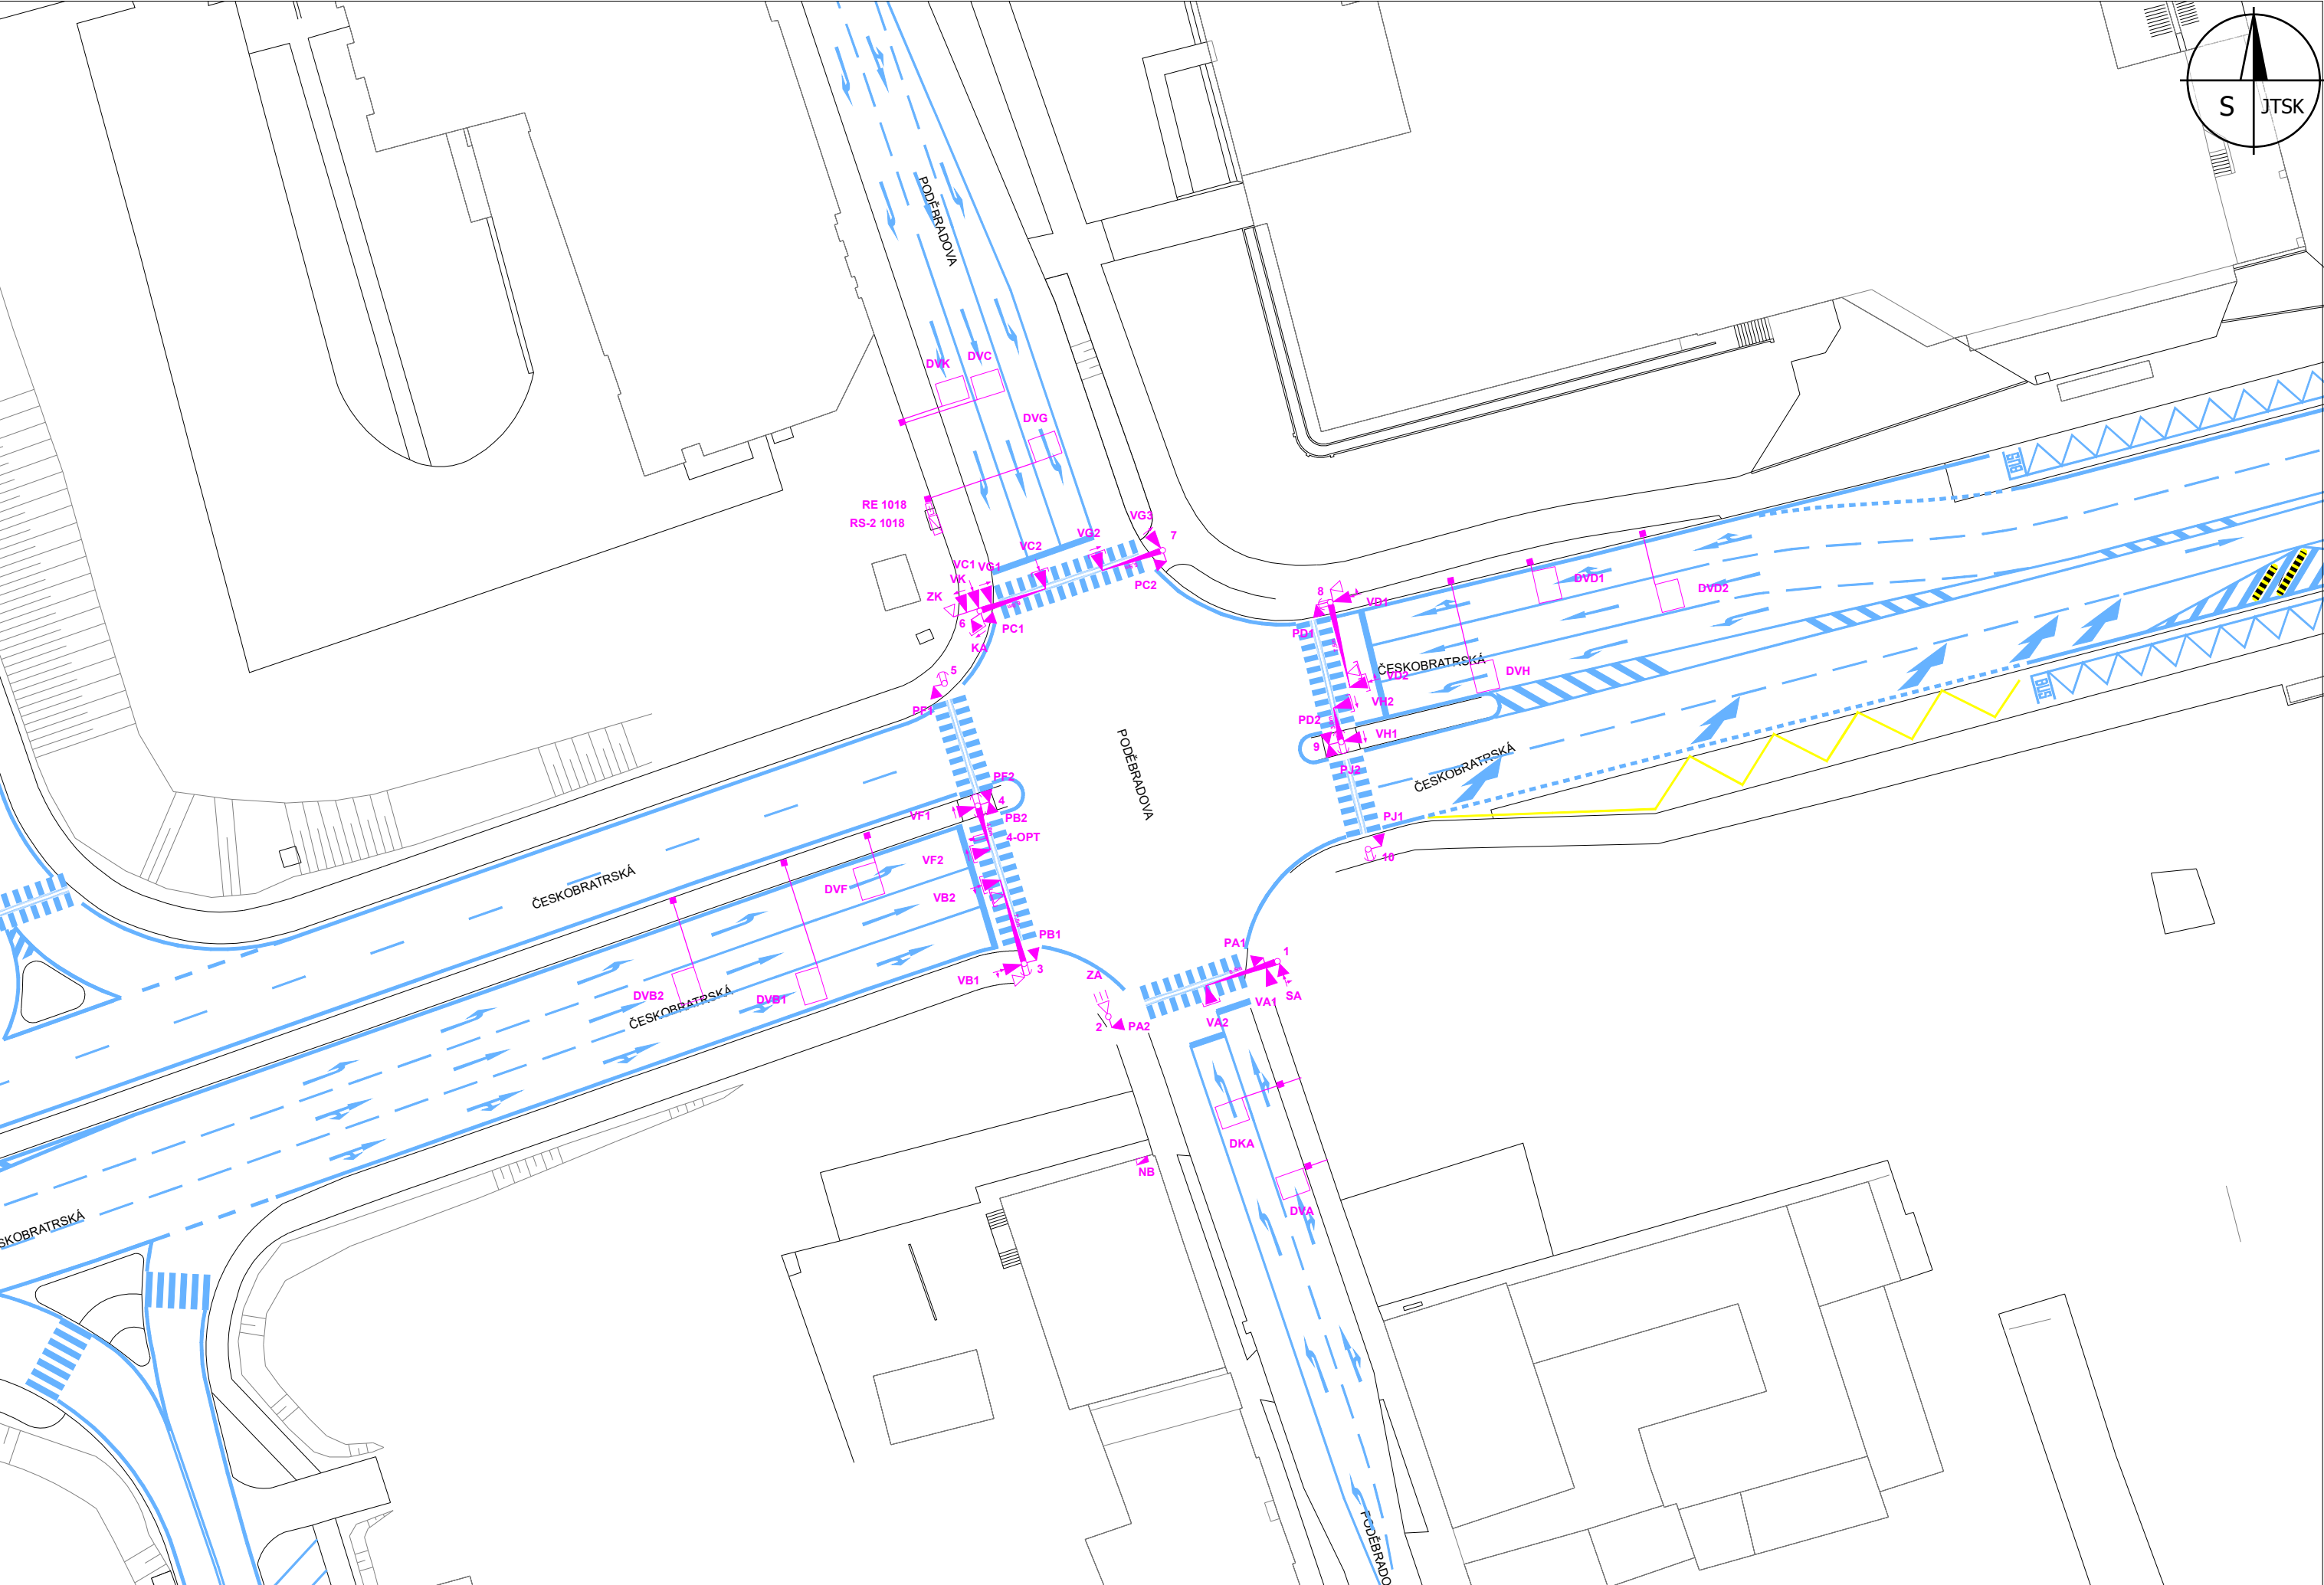 S JTSK
PODĚBRADOVA
DVK
DVC
DVG
RE 1018
RS-2 1018
VG3
7
VG2
VC2
VC1
VG1
VK
ZK
6
PC1
PC2
KA
5
PF1
8
VD1
PD1
DVD1
DVD2
ČESKOBRATRSKÁ
VD2
DVH
VH2
PD2
VH1
9
PJ2
ČESKOBRATRSKÁ
PJ1
10
BUS
BUS
PODĚBRADOVA
PF2
4
VF1
PB2
4-OPT
VF2
DVF
VB2
ČESKOBRATRSKÁ
PB1
3
VB1
DVB2
DVB1
ČESKOBRATRSKÁ
ZA
PA1
1
SA
VA1
VA2
2
PA2
DKA
NB
DVA
SKOBRATRSKÁ
PODĚBRADO